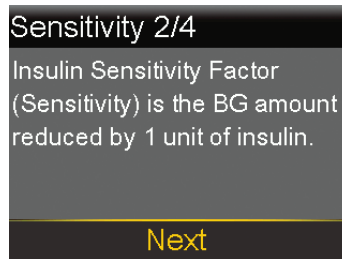 Sensitivity 2/4
Insulin Sensitivity Factor
(Sensitivity) is the BG amount
reduced by 1 unit of insulin.
Next